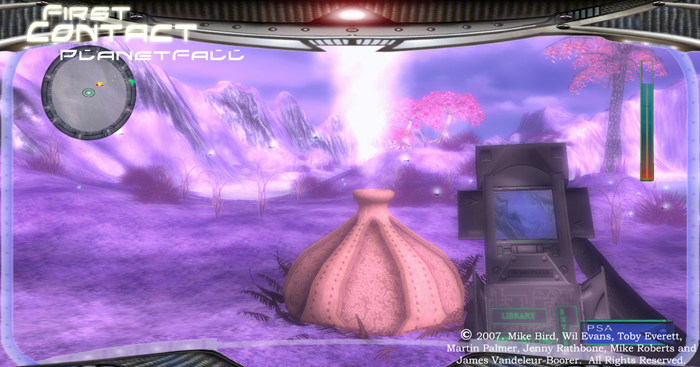 FIRST
CONTACT
PLANETFALL
LIBRARY
PSA
© 2007. Mike Bird, Wil Evans, Toby Everett,
Martin Palmer, Jenny Rathbone, Mike Roberts and
James Vandeleur-Boorer. All Rights Reserved.